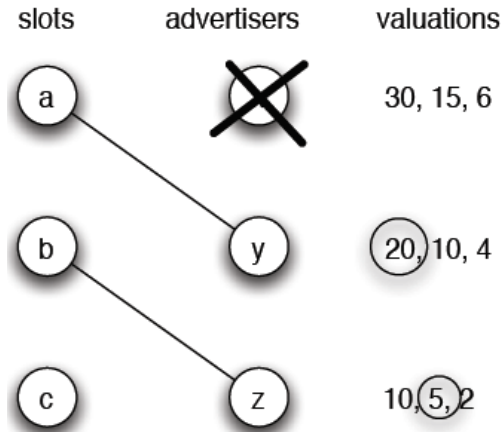 slots advertisers valuations
a 30, 15, 6
b y 20, 10, 4
c z 10, 5, 2